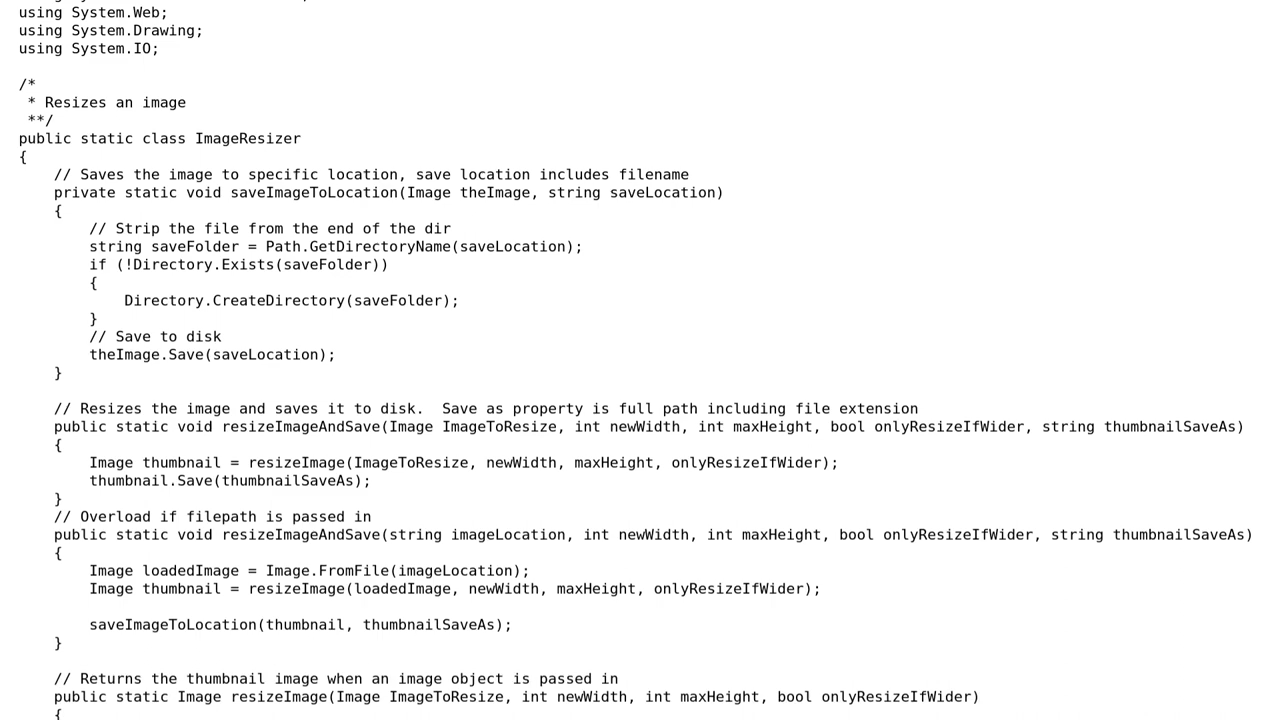 using System.Web;
using System.Drawing;
using System.IO;

/*
 * Resizes an image
 **/
public static class ImageResizer
{
    // Saves the image to specific location, save location includes filename
    private static void saveImageToLocation(Image theImage, string saveLocation)
    {
        // Strip the file from the end of the dir
        string saveFolder = Path.GetDirectoryName(saveLocation);
        if (!Directory.Exists(saveFolder))
        {
            Directory.CreateDirectory(saveFolder);
        }
        // Save to disk
        theImage.Save(saveLocation);
    }

    // Resizes the image and saves it to disk.  Save as property is full path including file extension
    public static void resizeImageAndSave(Image ImageToResize, int newWidth, int maxHeight, bool onlyResizeIfWider, string thumbnailSaveAs)
    {
        Image thumbnail = resizeImage(ImageToResize, newWidth, maxHeight, onlyResizeIfWider);
        thumbnail.Save(thumbnailSaveAs);
    }
    // Overload if filepath is passed in
    public static void resizeImageAndSave(string imageLocation, int newWidth, int maxHeight, bool onlyResizeIfWider, string thumbnailSaveAs)
    {
        Image loadedImage = Image.FromFile(imageLocation);
        Image thumbnail = resizeImage(loadedImage, newWidth, maxHeight, onlyResizeIfWider);

        saveImageToLocation(thumbnail, thumbnailSaveAs);
    }

    // Returns the thumbnail image when an image object is passed in
    public static Image resizeImage(Image ImageToResize, int newWidth, int maxHeight, bool onlyResizeIfWider)
    {